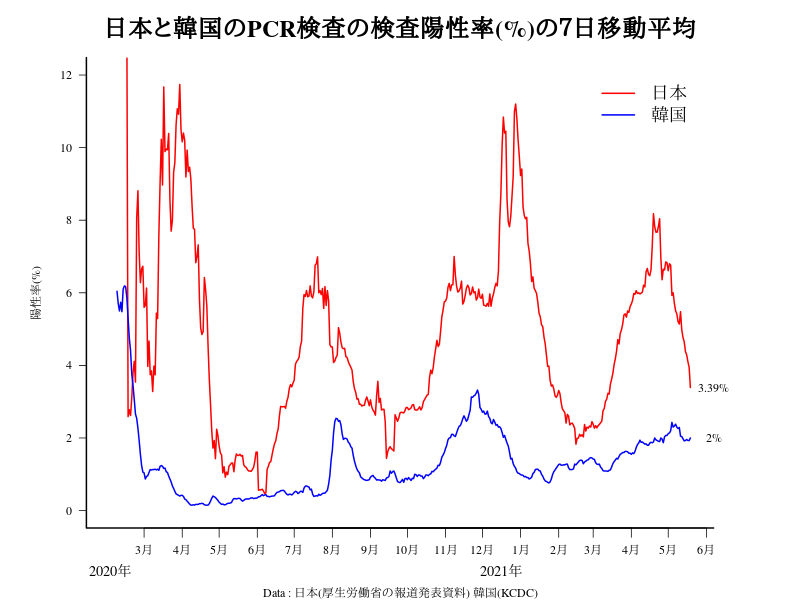 日本と韓国のPCR検査の検査陽性率(%)の7日移動平均
日本
韓国
陽性率(%)
12
10
8
6
4
2
0
3.39%
2%
3月 4月 5月 6月 7月 8月 9月 10月 11月 12月 1月 2月 3月 4月 5月 6月
2020年 2021年
Data : 日本(厚生労働省の報道発表資料) 韓国(KCDC)